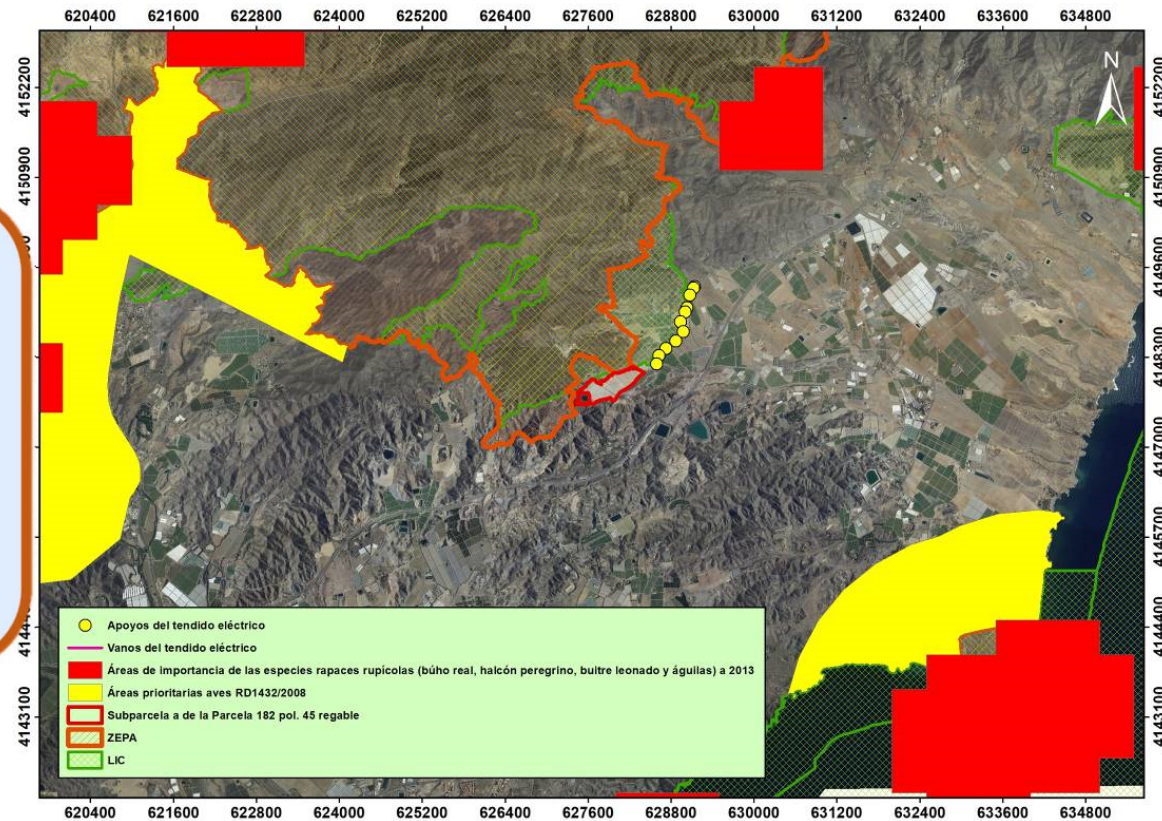 620400 621600 622800 624000 625200 626400 627600 628800 630000 631200 632400 633600 634800
N
4152200 4152200
4150900 4150900
4149600
4148300
4147000
4145700
4144400
4143100 4143100
Apoyos del tendido eléctrico
Vanos del tendido eléctrico
Áreas de importancia de las especies rapaces rupícolas (búho real, halcón peregrino, buitre leonado y águilas) a 2013
Áreas prioritarias aves RD1432/2008
Subparcela a de la Parcela 182 pol. 45 regable
ZEPA
LIC
620400 621600 622800 624000 625200 626400 627600 628800 630000 631200 632400 633600 634800